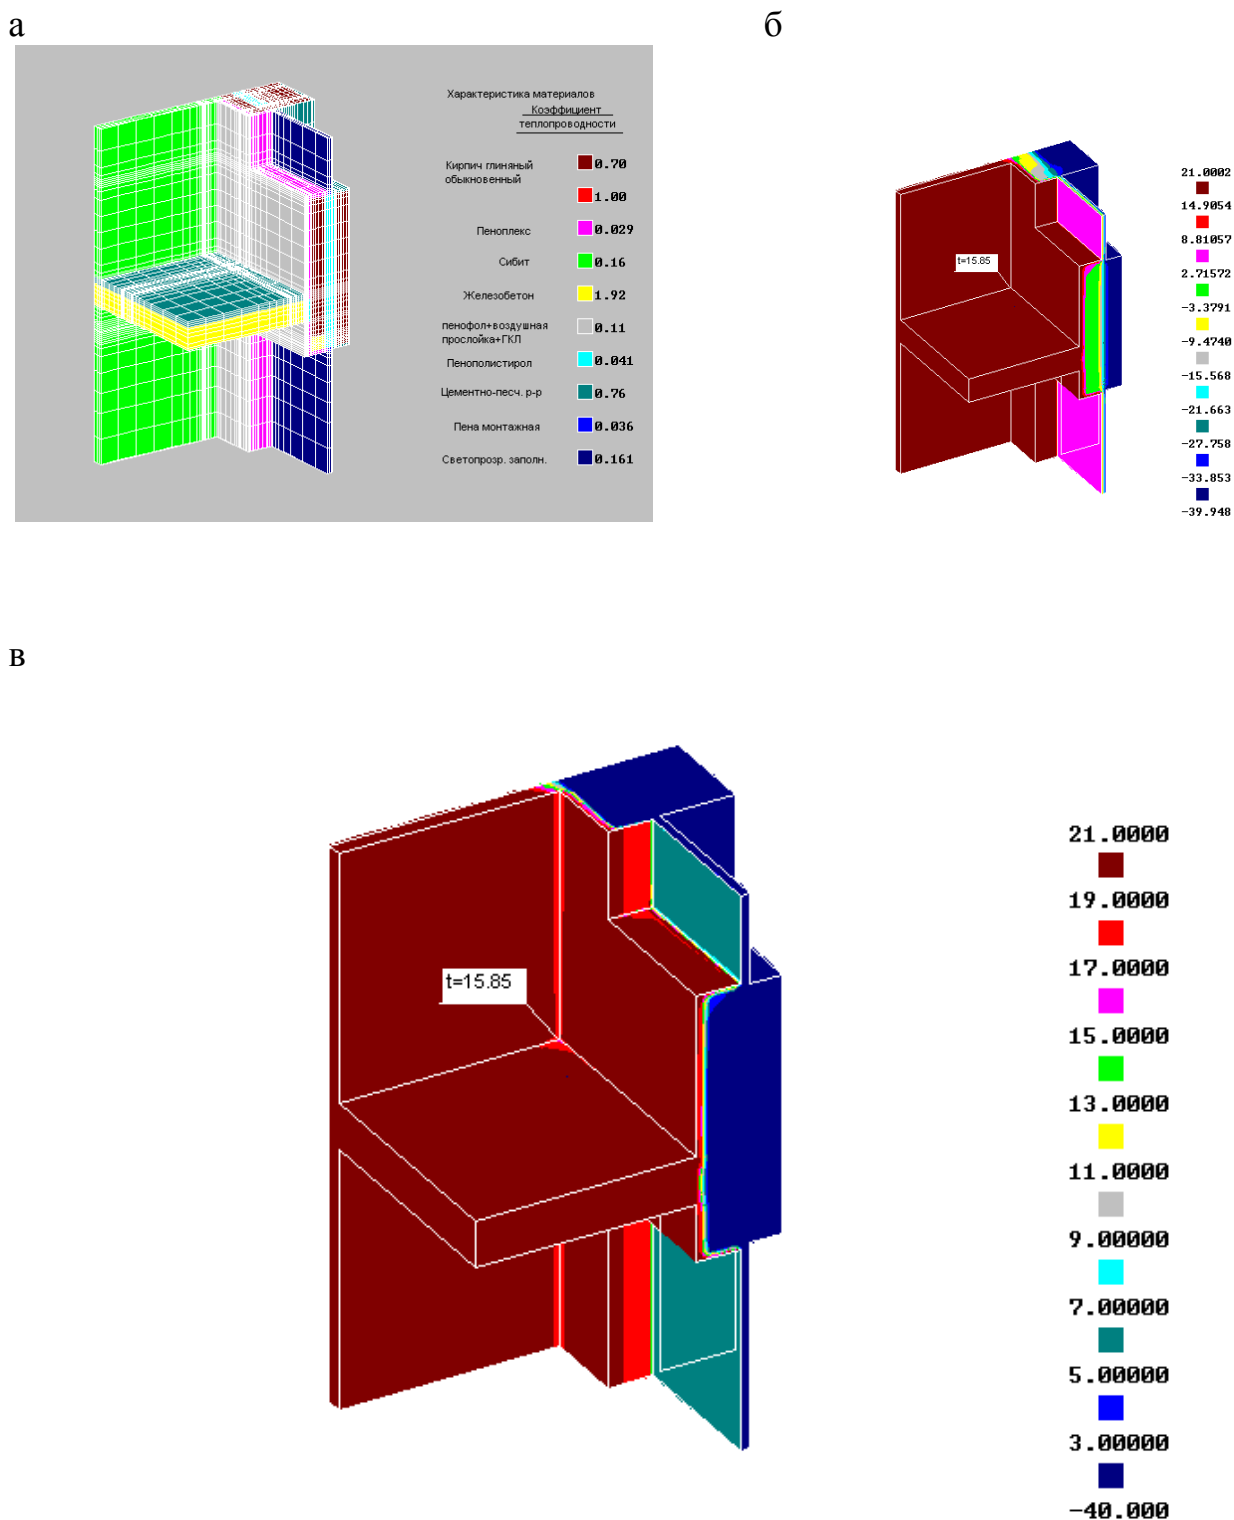 а
б
Характеристика материалов
Коэффициент
теплопроводности
Кирпич глиняный
обыкновенный
0.70
1.00
Пеноплекс
0.029
Сибит
0.16
Железобетон
1.92
пенофол+воздушная
прослойка+ГКЛ
0.11
Пенополистирол
0.041
Цементно-песч. р-р
0.76
Пена монтажная
0.036
Светопрозр. заполн.
0.161
t=15.85
21.0002
14.9054
8.81057
2.71572
-3.3791
-9.4740
-15.568
-21.663
-27.758
-33.853
-39.948
в
t=15.85
21.0000
19.0000
17.0000
15.0000
13.0000
11.0000
9.00000
7.00000
5.00000
3.00000
-40.000